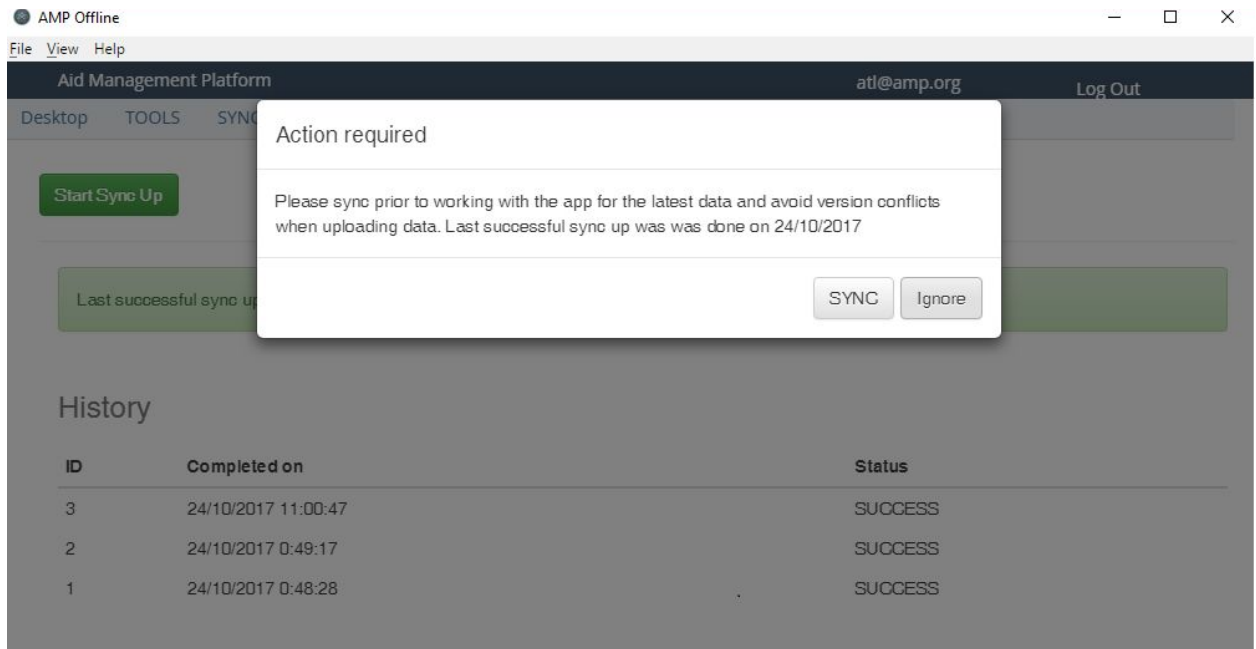 AMP Offline
File View Help
Aid Management Platform atl@amp.org Log Out
Desktop TOOLS SYNC
Action required
Start Sync Up
Please sync prior to working with the app for the latest data and avoid version conflicts
when uploading data. Last successful sync up was was done on 24/10/2017
Last successful sync up
SYNC Ignore
History
ID Completed on Status
3 24/10/2017 11:00:47 SUCCESS
2 24/10/2017 0:49:17 SUCCESS
1 24/10/2017 0:48:28 SUCCESS